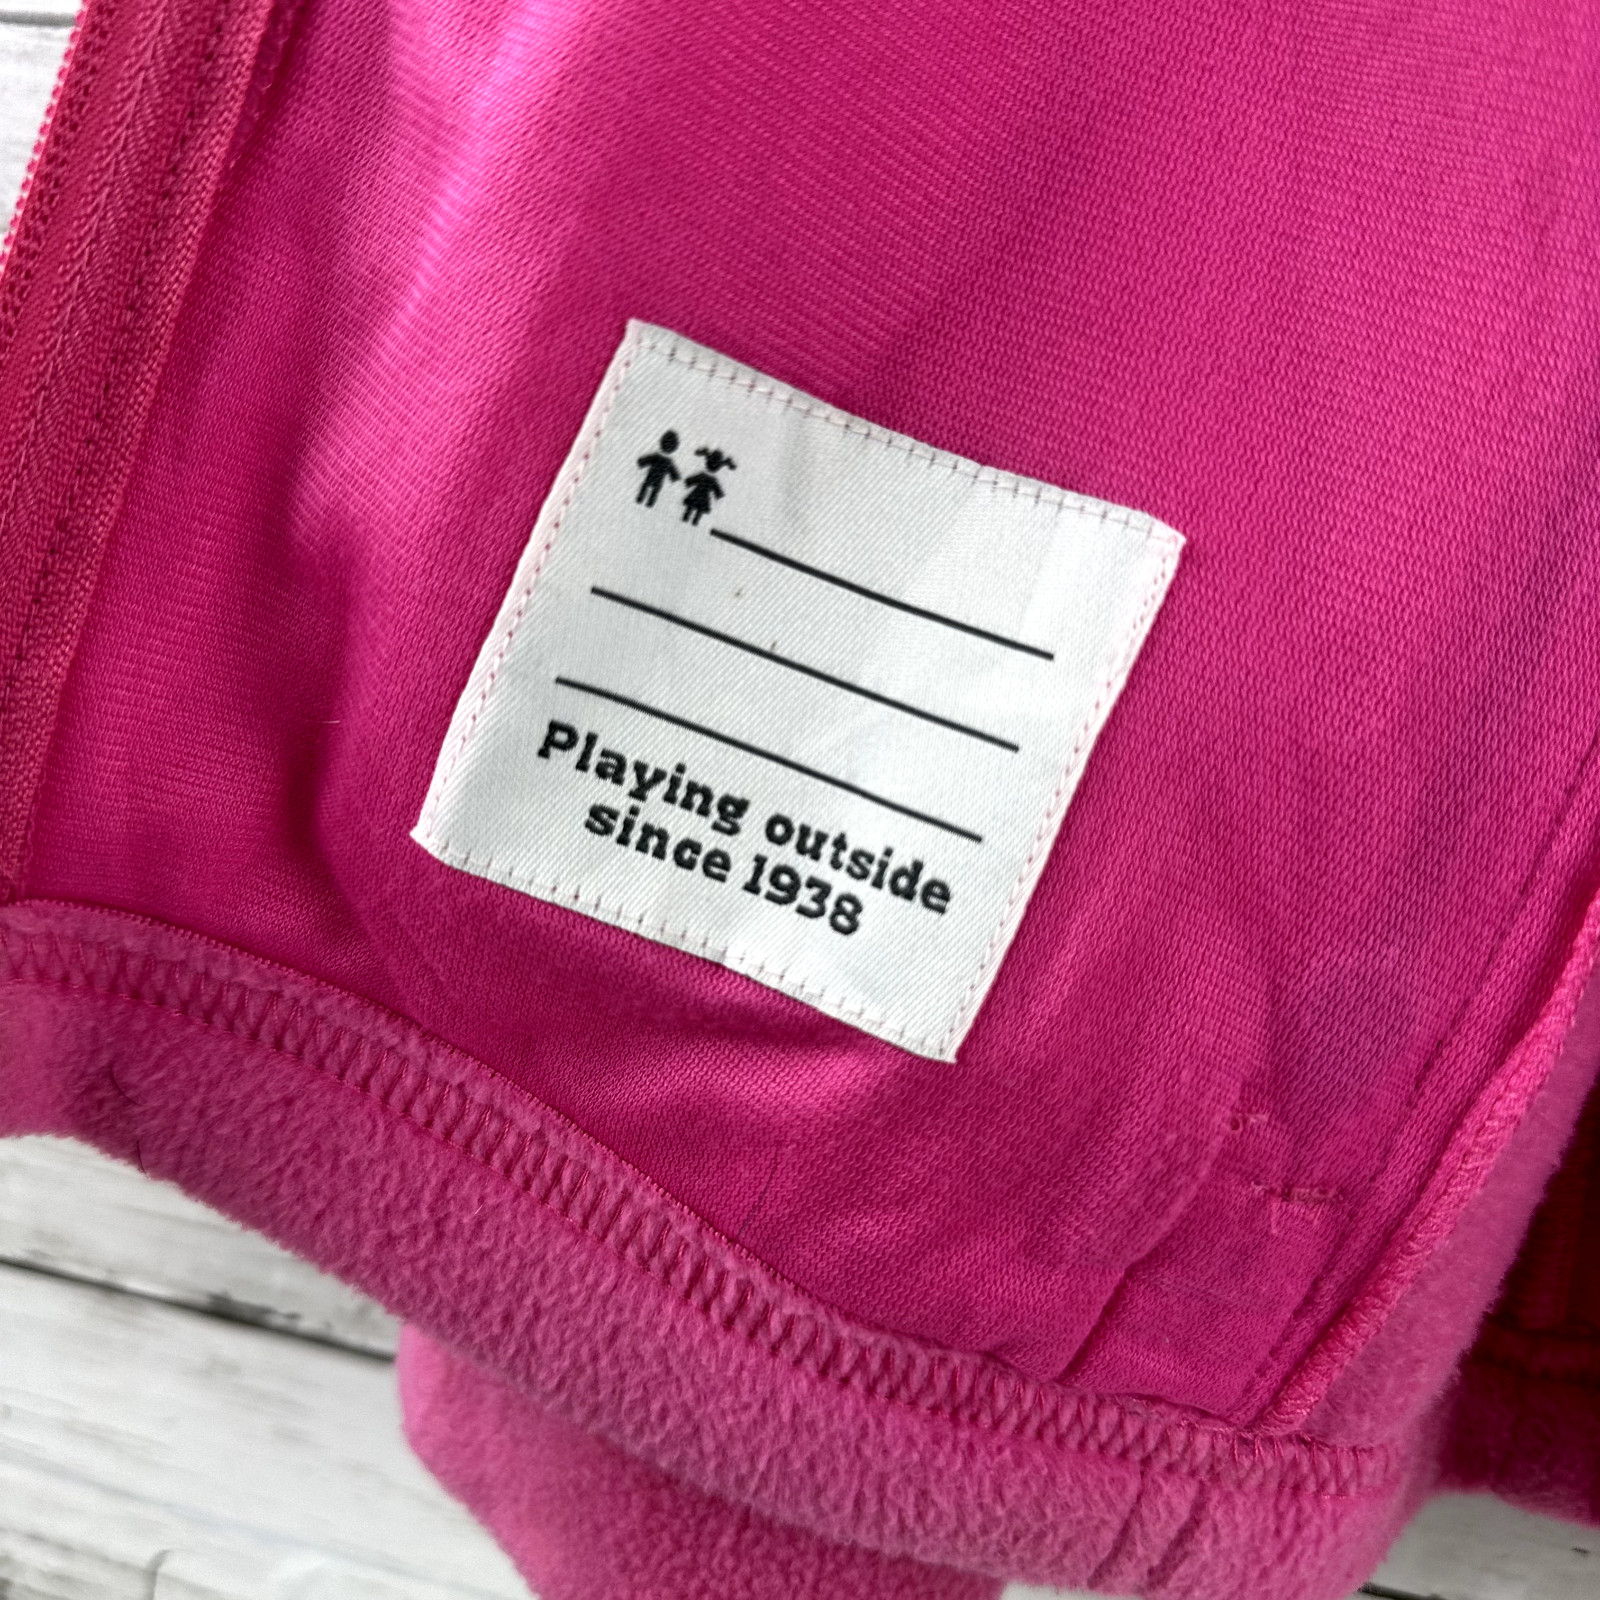 Playing outside
since 1938